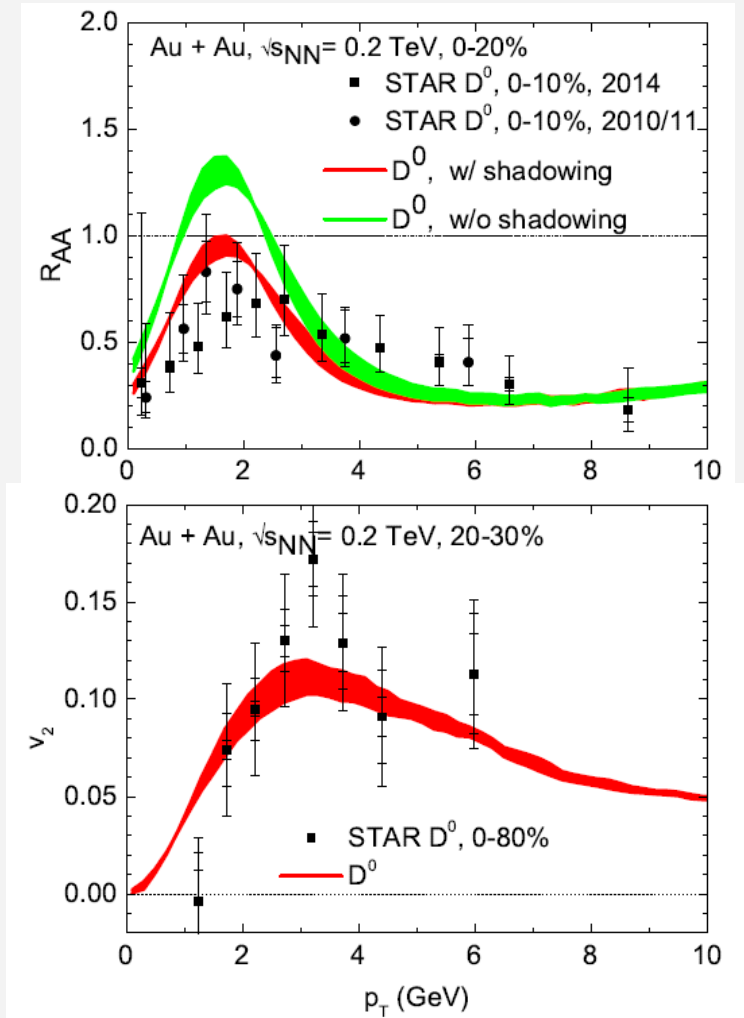 2.0
Au + Au, √sNN= 0.2 TeV, 0-20%
STAR D⁰, 0-10%, 2014
STAR D⁰, 0-10%, 2010/11
D⁰, w/ shadowing
D⁰, w/o shadowing
1.5
1.0
0.5
0.0
RAA
0 2 4 6 8 10
0.20
Au + Au, √sNN= 0.2 TeV, 20-30%
0.15
0.10
0.05
0.00
v₂
STAR D⁰, 0-80%
D⁰
0 2 4 6 8 10
pT (GeV)